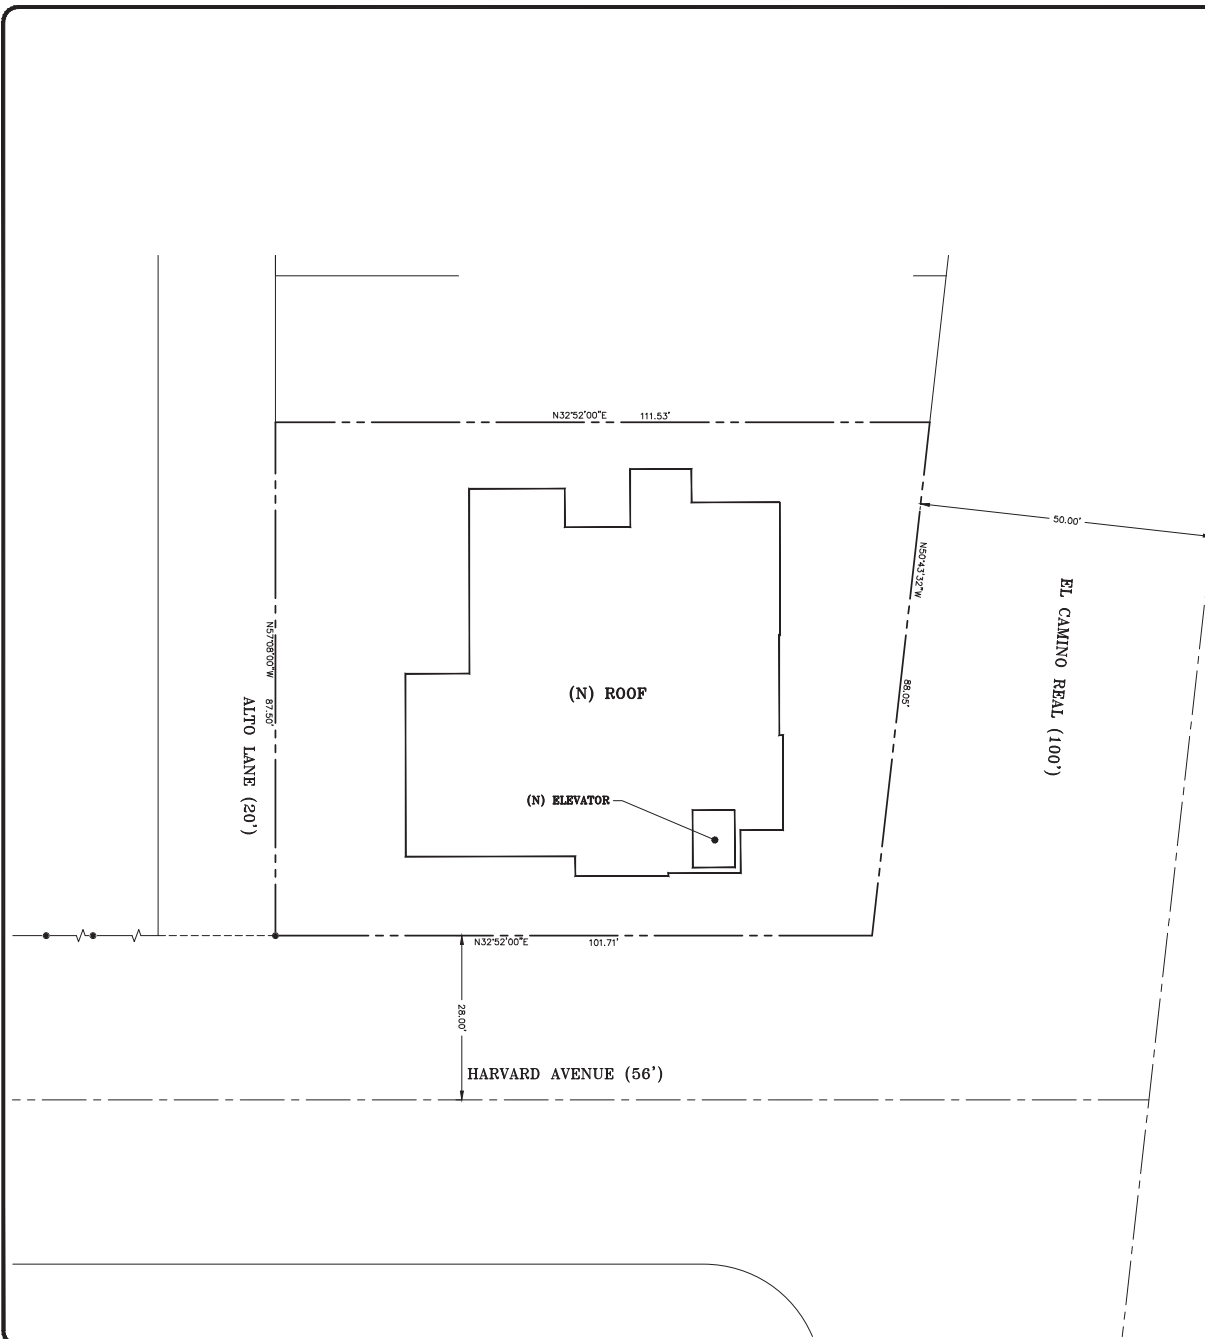 N32°52'00"E 111.53'
50.00'
N50°43'32"W
EL CAMINO REAL (100')
N57°08'00"W 87.50'
88.05'
(N) ROOF
ALTO LANE (20')
(N) ELEVATOR
N32°52'00"E 101.71'
28.00'
HARVARD AVENUE (56')